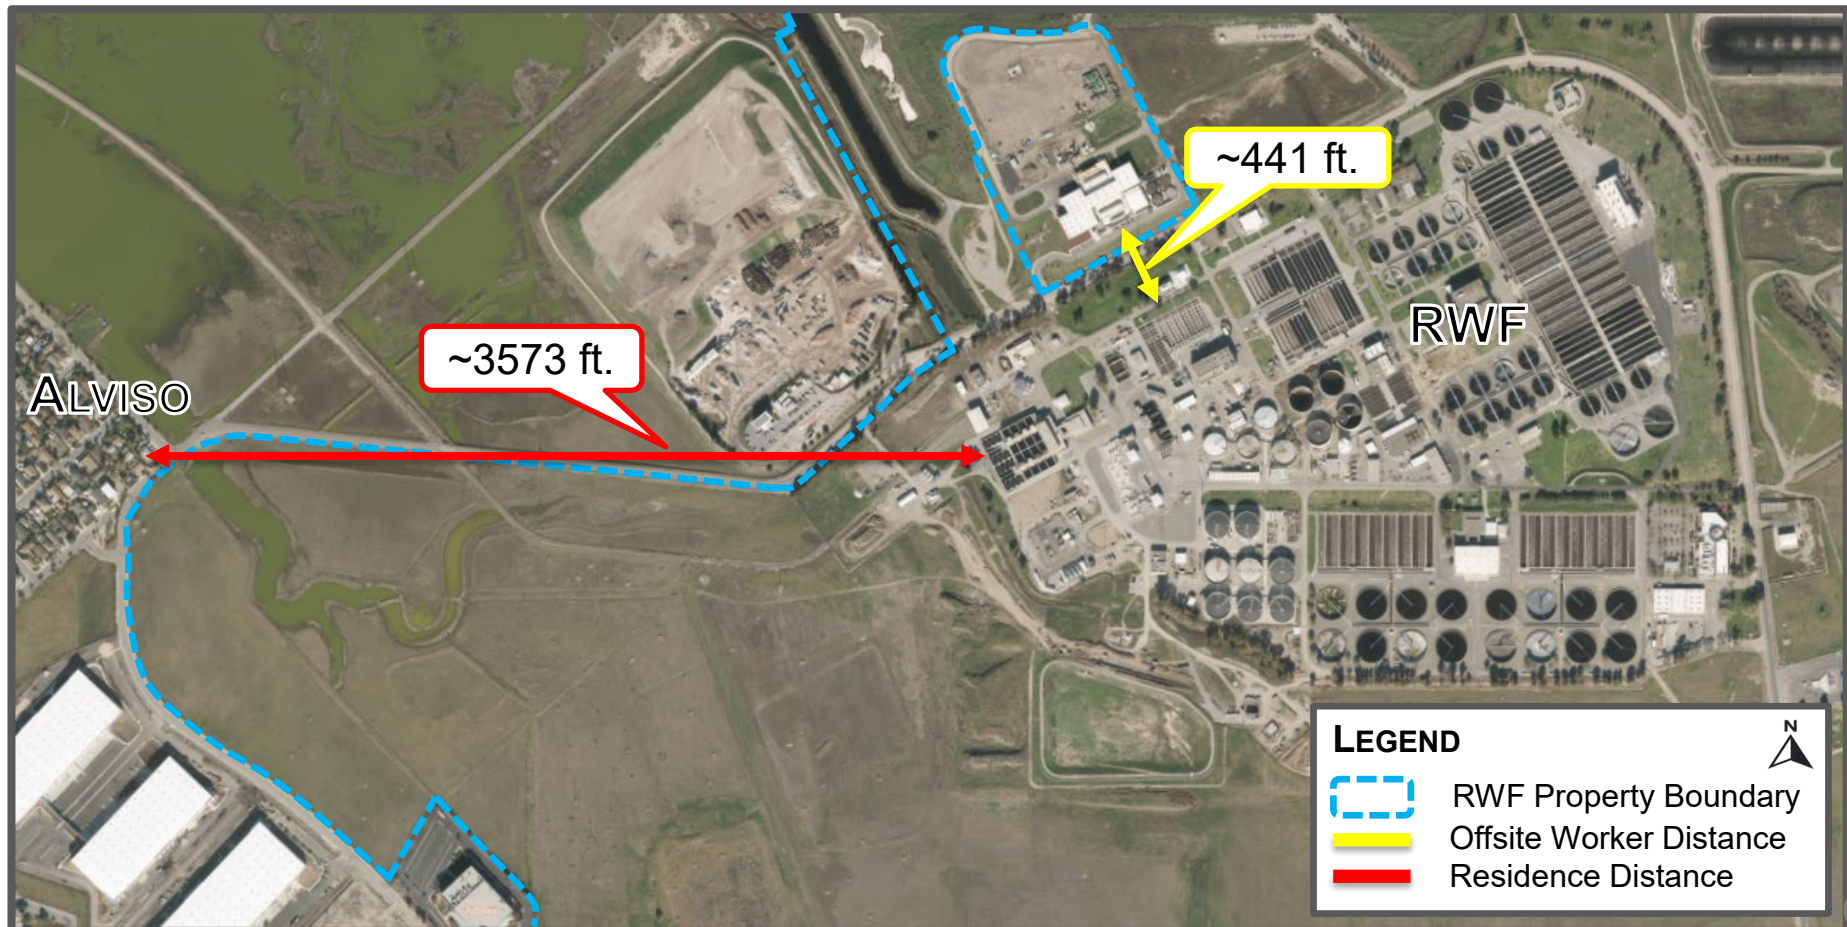 ~441 ft.
RWF
~3573 ft.
ALVISO
N
LEGEND
RWF Property Boundary
Offsite Worker Distance
Residence Distance